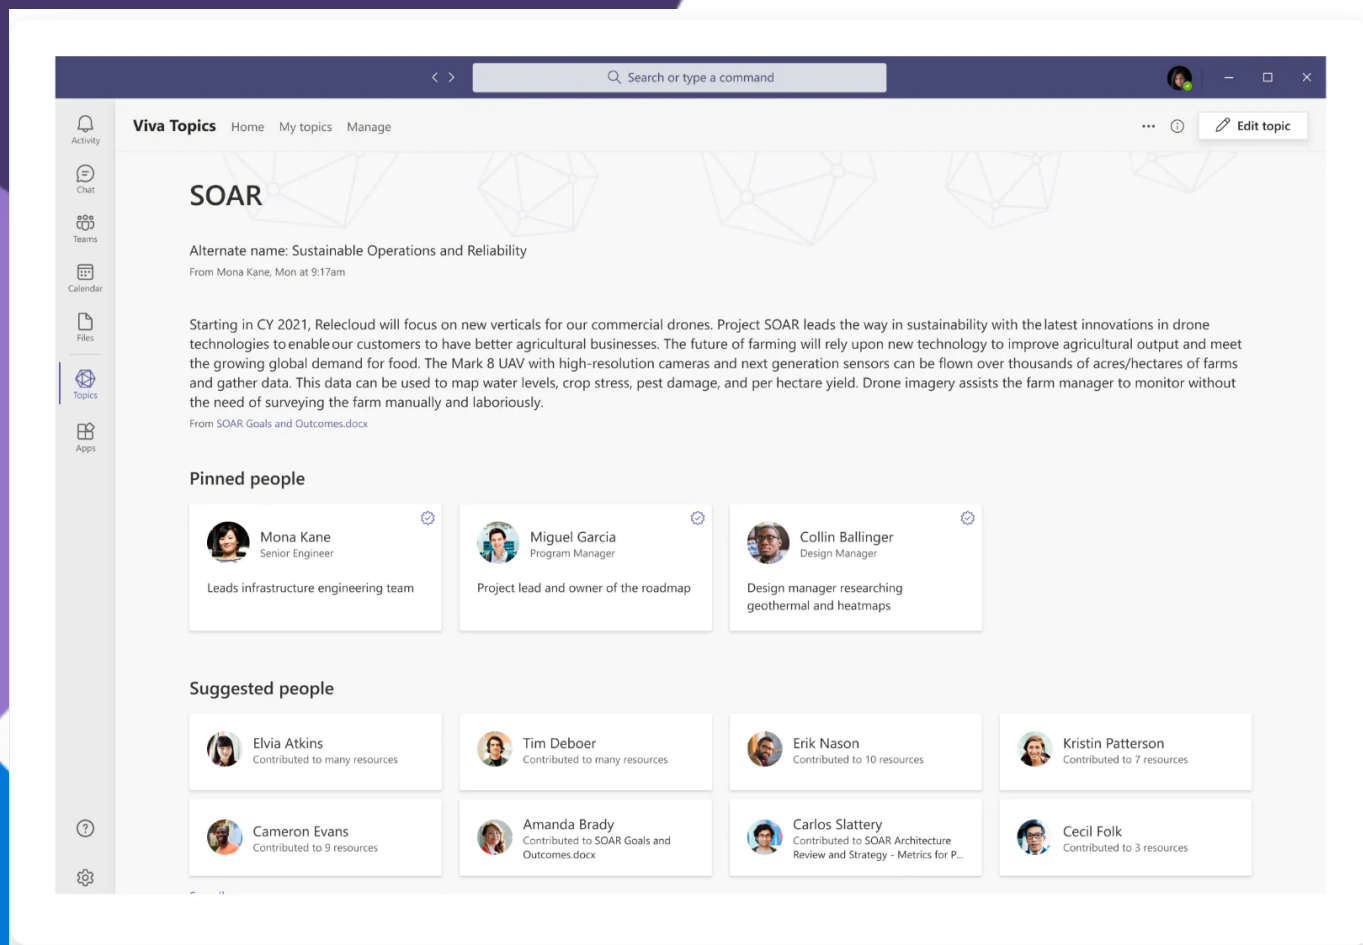 Search or type a command
Activity
Chat
Teams
Calendar
Files
Topics
Apps
Viva Topics Home My topics Manage
Edit topic
SOAR
Alternate name: Sustainable Operations and Reliability
From Mona Kane, Mon at 9:17am
Starting in CY 2021, Relecloud will focus on new verticals for our commercial drones. Project SOAR leads the way in sustainability with the latest innovations in drone
technologies to enable our customers to have better agricultural businesses. The future of farming will rely upon new technology to improve agricultural output and meet
the growing global demand for food. The Mark 8 UAV with high-resolution cameras and next generation sensors can be flown over thousands of acres/hectares of farms
and gather data. This data can be used to map water levels, crop stress, pest damage, and per hectare yield. Drone imagery assists the farm manager to monitor without
the need of surveying the farm manually and laboriously.
From SOAR Goals and Outcomes.docx
Pinned people
Mona Kane
Senior Engineer
Leads infrastructure engineering team
Miguel Garcia
Program Manager
Project lead and owner of the roadmap
Collin Ballinger
Design Manager
Design manager researching
geothermal and heatmaps
Suggested people
Elvia Atkins
Contributed to many resources
Tim Deboer
Contributed to many resources
Erik Nason
Contributed to 10 resources
Kristin Patterson
Contributed to 7 resources
Cameron Evans
Contributed to 9 resources
Amanda Brady
Contributed to SOAR Goals and
Outcomes.docx
Carlos Slattery
Contributed to SOAR Architecture
Review and Strategy - Metrics for P...
Cecil Folk
Contributed to 3 resources